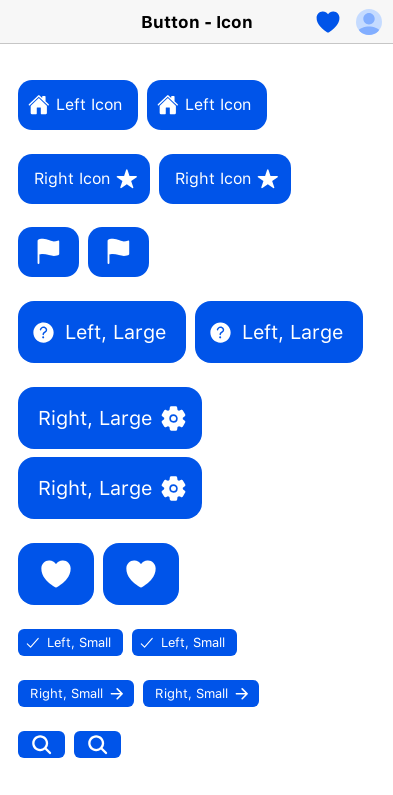 Button - Icon
Left Icon Left Icon
Right Icon Right Icon
Left, Large Left, Large
Right, Large
Right, Large
Left, Small Left, Small
Right, Small Right, Small